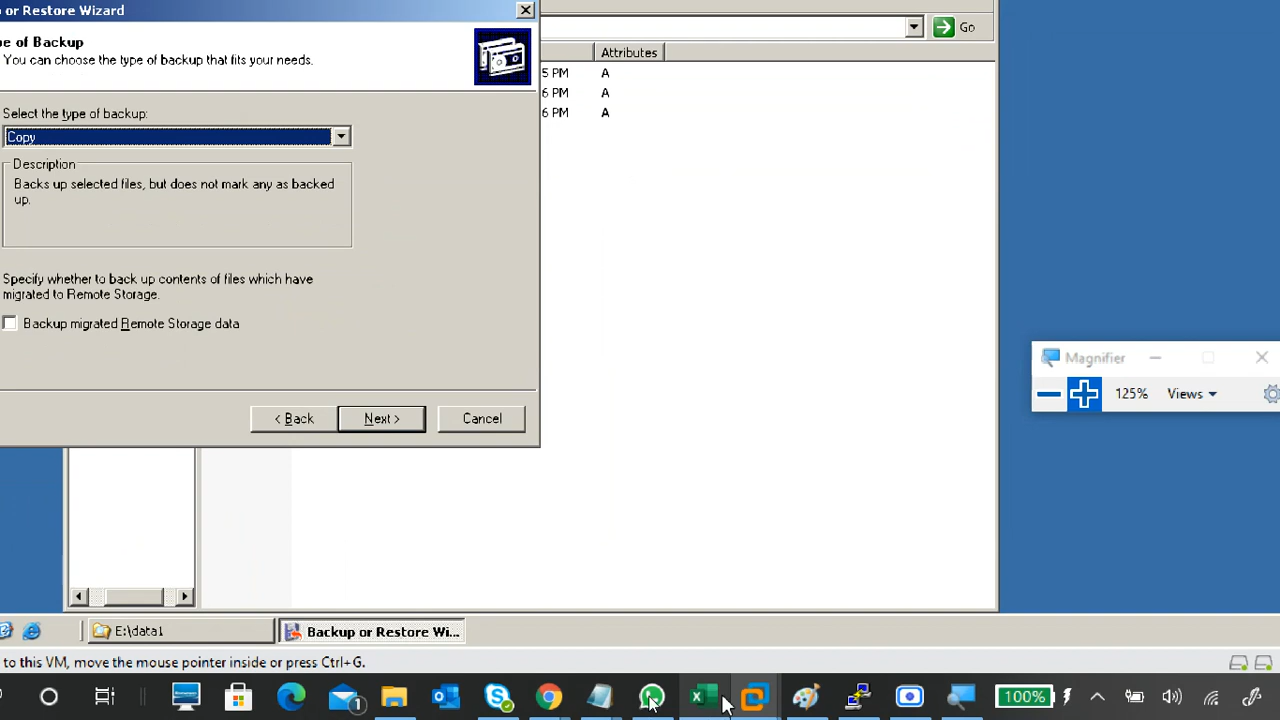 p or Restore Wizard
pe of Backup
You can choose the type of backup that fits your needs.
Select the type of backup:
Copy
Description
Backs up selected files, but does not mark any as backed
up.
Specify whether to back up contents of files which have
migrated to Remote Storage.
Backup migrated Remote Storage data
< Back
Next >
Cancel
Go
Attributes
5 PM A
6 PM A
6 PM A
Magnifier
125%
Views
E:\data1
Backup or Restore Wi...
to this VM, move the mouse pointer inside or press Ctrl+G.
1
100%